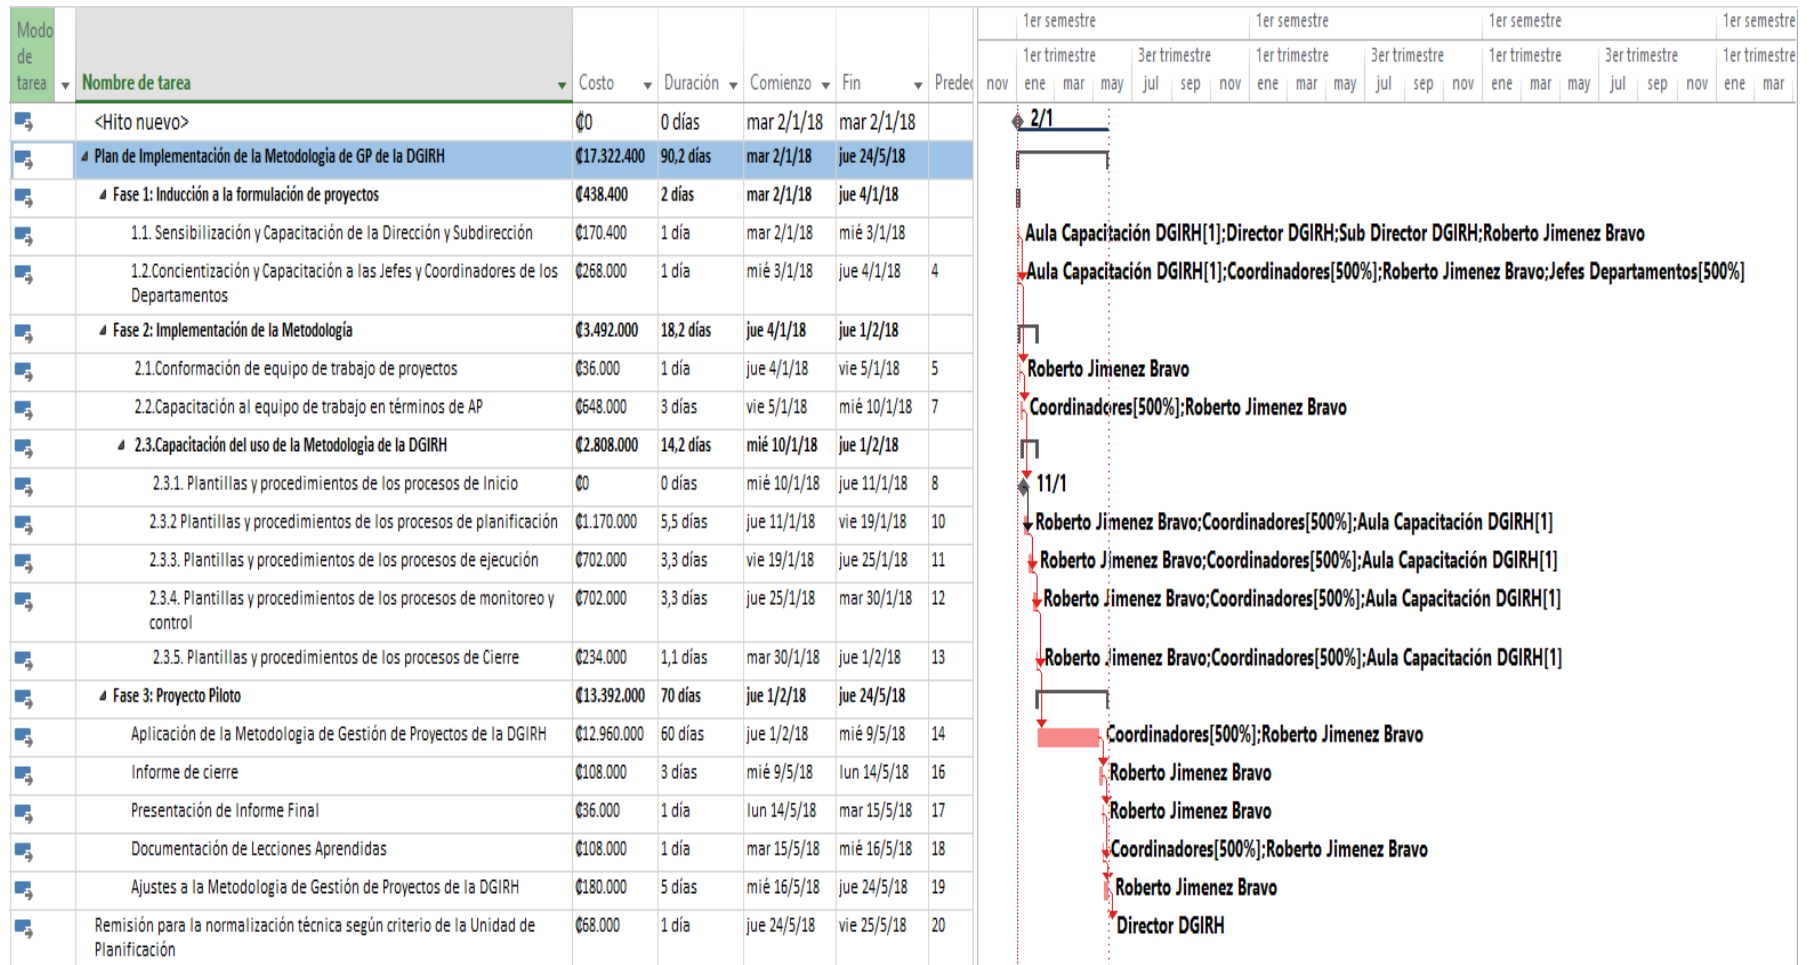 Modo de tarea
Nombre de tarea
Costo
Duración
Comienzo
Fin
Predec
1er semestre 1er semestre 1er semestre 1er semestre
1er trimestre 3er trimestre 1er trimestre 3er trimestre 1er trimestre 3er trimestre 1er trimestre
nov ene mar may jul sep nov ene mar may jul sep nov ene mar may jul sep nov ene mar
<Hito nuevo> ₡0 0 días mar 2/1/18 mar 2/1/18 2/1
Plan de Implementación de la Metodologia de GP de la DGIRH ₡17.322.400 90,2 días mar 2/1/18 jue 24/5/18
Fase 1: Inducción a la formulación de proyectos ₡438.400 2 días mar 2/1/18 jue 4/1/18
1.1. Sensibilización y Capacitación de la Dirección y Subdirección ₡170.400 1 día mar 2/1/18 mié 3/1/18 Aula Capacitación DGIRH[1];Director DGIRH;Sub Director DGIRH;Roberto Jimenez Bravo
1.2.Concientización y Capacitación a las Jefes y Coordinadores de los ₡268.000 1 día mié 3/1/18 jue 4/1/18 4 Aula Capacitación DGIRH[1];Coordinadores[500%];Roberto Jimenez Bravo;Jefes Departamentos[500%]
Departamentos
Fase 2: Implementación de la Metodología ₡3.492.000 18,2 días jue 4/1/18 jue 1/2/18
2.1.Conformación de equipo de trabajo de proyectos ₡36.000 1 día jue 4/1/18 vie 5/1/18 5 Roberto Jimenez Bravo
2.2.Capacitación al equipo de trabajo en términos de AP ₡648.000 3 días vie 5/1/18 mié 10/1/18 7 Coordinadores[500%];Roberto Jimenez Bravo
2.3.Capacitación del uso de la Metodologia de la DGIRH ₡2.808.000 14,2 días mié 10/1/18 jue 1/2/18
2.3.1. Plantillas y procedimientos de los procesos de Inicio ₡0 0 días mié 10/1/18 jue 11/1/18 8 11/1
2.3.2 Plantillas y procedimientos de los procesos de planificación ₡1.170.000 5,5 días jue 11/1/18 vie 19/1/18 10 Roberto Jimenez Bravo;Coordinadores[500%];Aula Capacitación DGIRH[1]
2.3.3. Plantillas y procedimientos de los procesos de ejecución ₡702.000 3,3 días vie 19/1/18 jue 25/1/18 11 Roberto Jimenez Bravo;Coordinadores[500%];Aula Capacitación DGIRH[1]
2.3.4. Plantillas y procedimientos de los procesos de monitoreo y ₡702.000 3,3 días jue 25/1/18 mar 30/1/18 12 Roberto Jimenez Bravo;Coordinadores[500%];Aula Capacitación DGIRH[1]
control
2.3.5. Plantillas y procedimientos de los procesos de Cierre ₡234.000 1,1 días mar 30/1/18 jue 1/2/18 13 Roberto Jimenez Bravo;Coordinadores[500%];Aula Capacitación DGIRH[1]
Fase 3: Proyecto Piloto ₡13.392.000 70 días jue 1/2/18 jue 24/5/18
Aplicación de la Metodologia de Gestión de Proyectos de la DGIRH ₡12.960.000 60 días jue 1/2/18 mié 9/5/18 14 Coordinadores[500%];Roberto Jimenez Bravo
Informe de cierre ₡108.000 3 días mié 9/5/18 lun 14/5/18 16 Roberto Jimenez Bravo
Presentación de Informe Final ₡36.000 1 día lun 14/5/18 mar 15/5/18 17 Roberto Jimenez Bravo
Documentación de Lecciones Aprendidas ₡108.000 1 día mar 15/5/18 mié 16/5/18 18 Coordinadores[500%];Roberto Jimenez Bravo
Ajustes a la Metodologia de Gestión de Proyectos de la DGIRH ₡180.000 5 días mié 16/5/18 jue 24/5/18 19 Roberto Jimenez Bravo
Remisión para la normalización técnica según criterio de la Unidad de ₡68.000 1 día jue 24/5/18 vie 25/5/18 20 Director DGIRH
Planificación